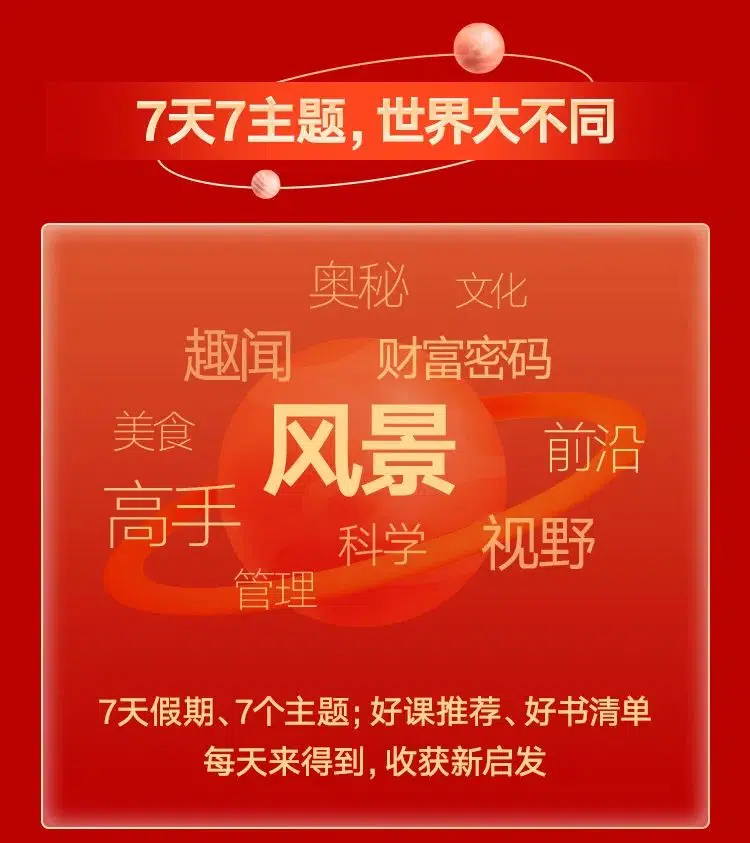 7天7主题，世界大不同
奥秘 文化
趣闻 财富密码
美食 风景 前沿
高手 科学 视野
管理
7天假期、7个主题；好课推荐、好书清单
每天来得到，收获新启发